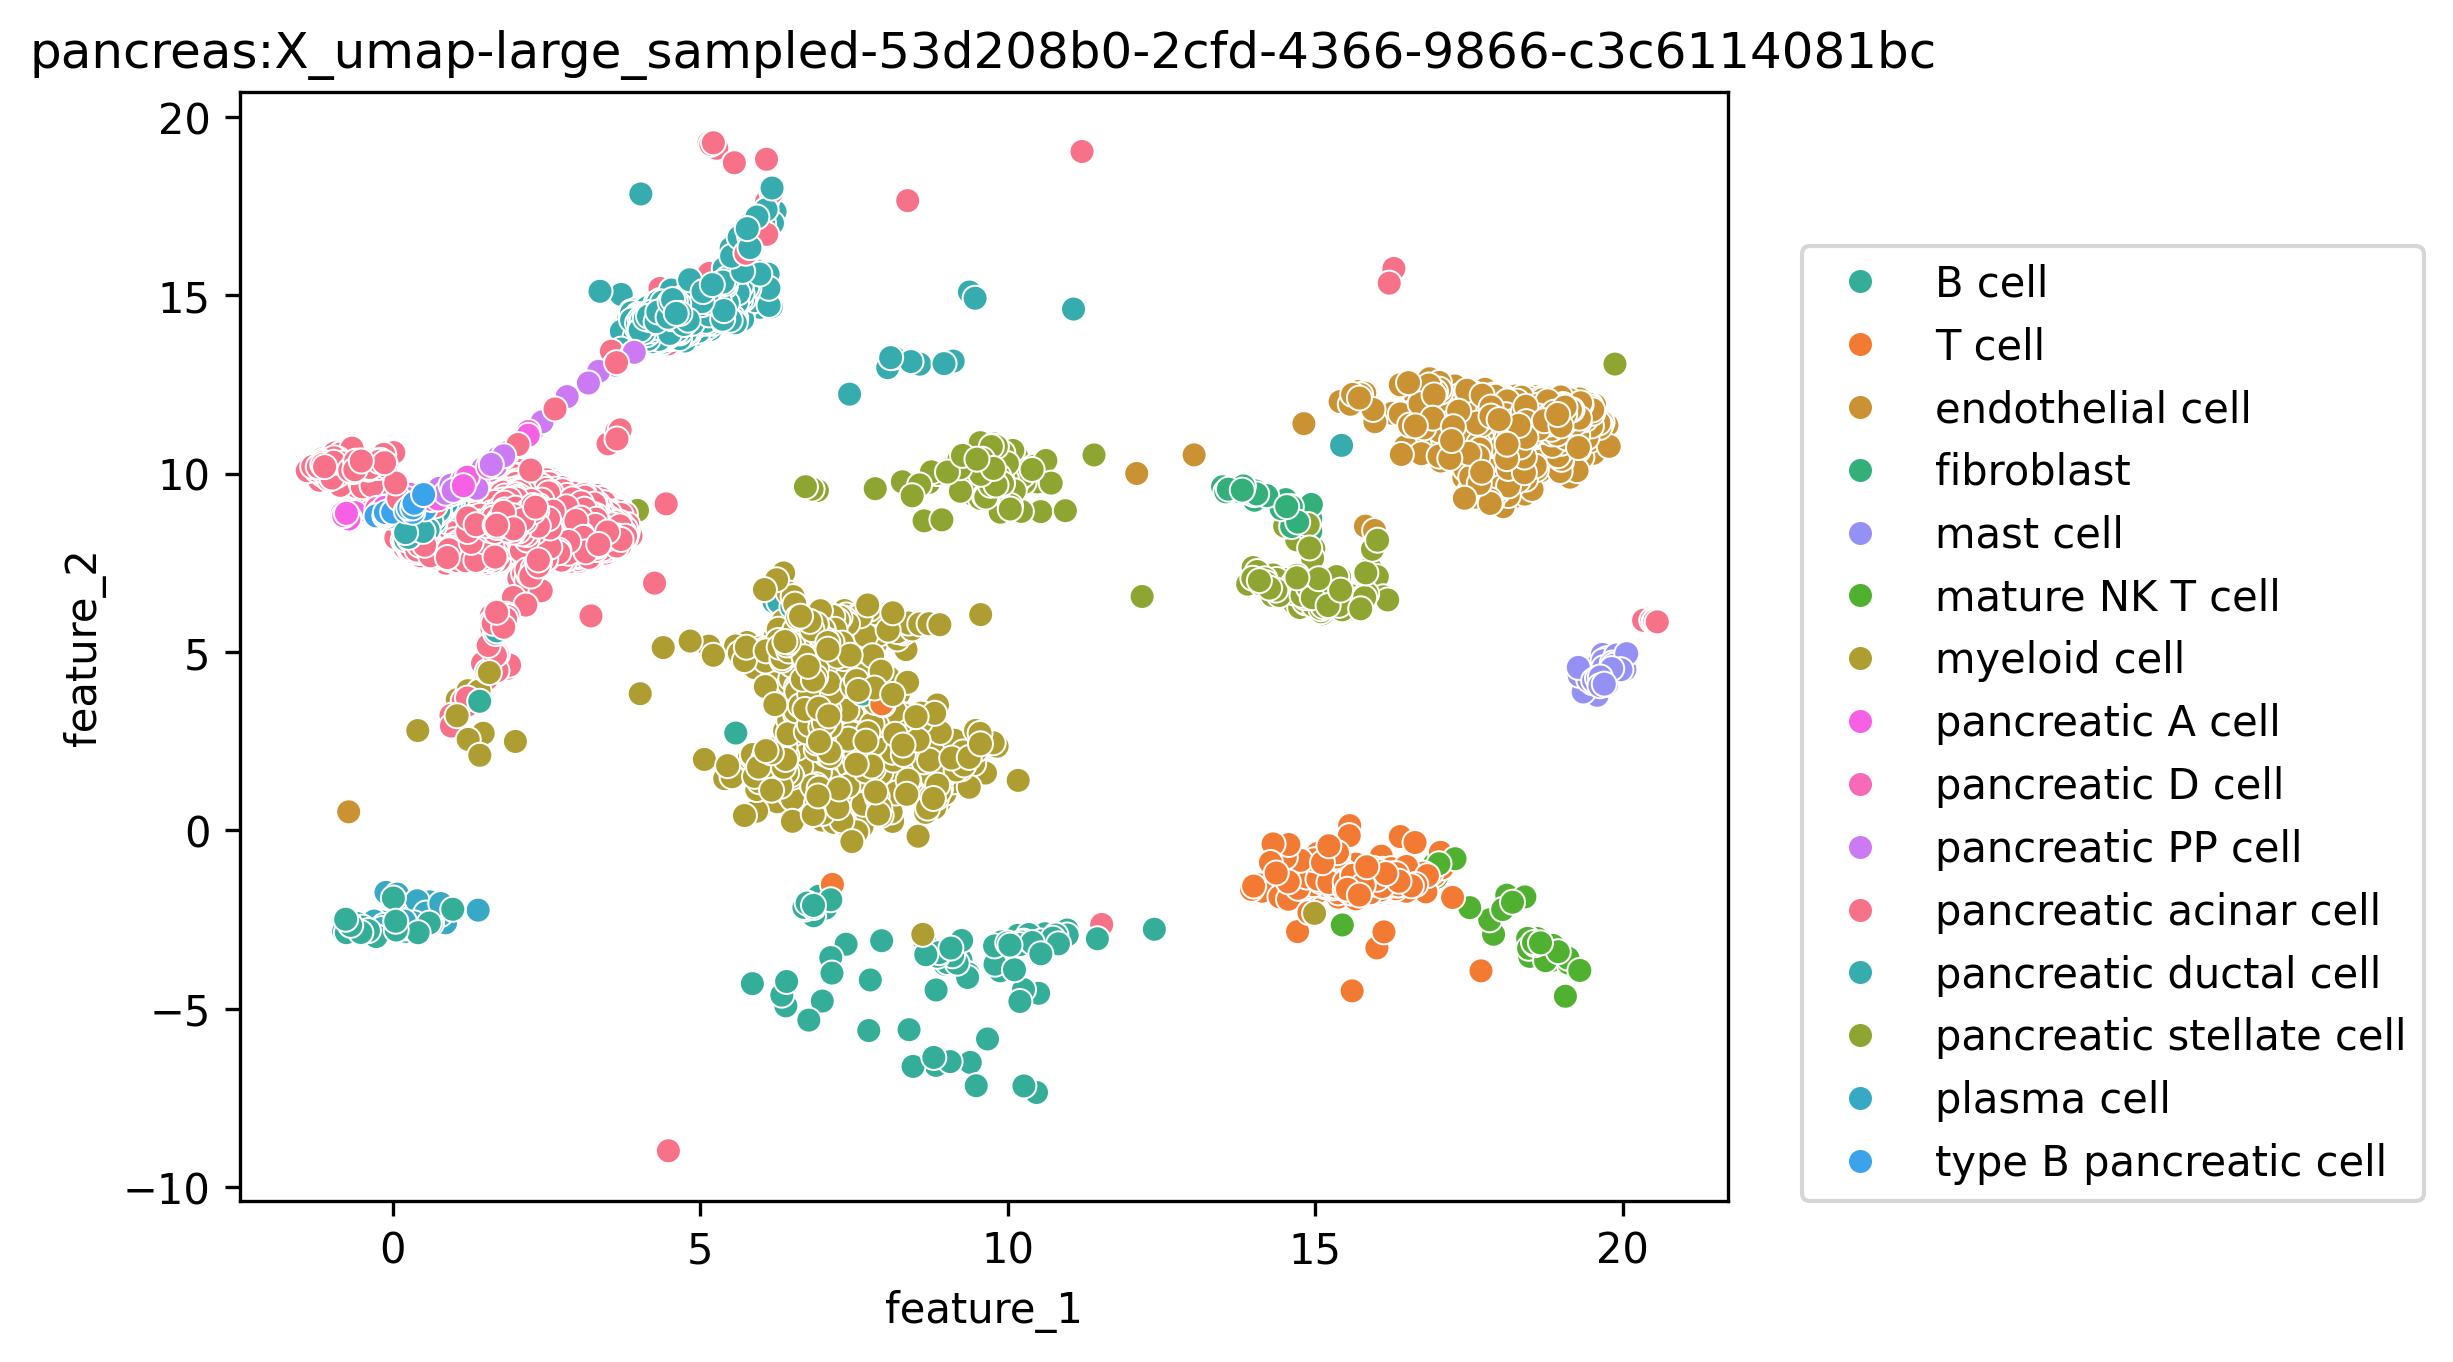 pancreas:X_umap-large_sampled-53d208b0-2cfd-4366-9866-c3c6114081bc
20
15
10
5
0
−5
−10
feature_2
0
5
10
15
20
feature_1
B cell
T cell
endothelial cell
fibroblast
mast cell
mature NK T cell
myeloid cell
pancreatic A cell
pancreatic D cell
pancreatic PP cell
pancreatic acinar cell
pancreatic ductal cell
pancreatic stellate cell
plasma cell
type B pancreatic cell